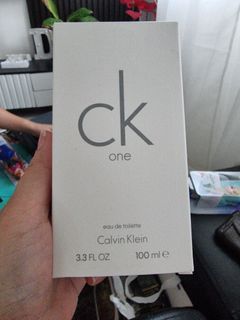 ck
one
eau de toilette
Calvin Klein
3.3 FL OZ 100 ml e